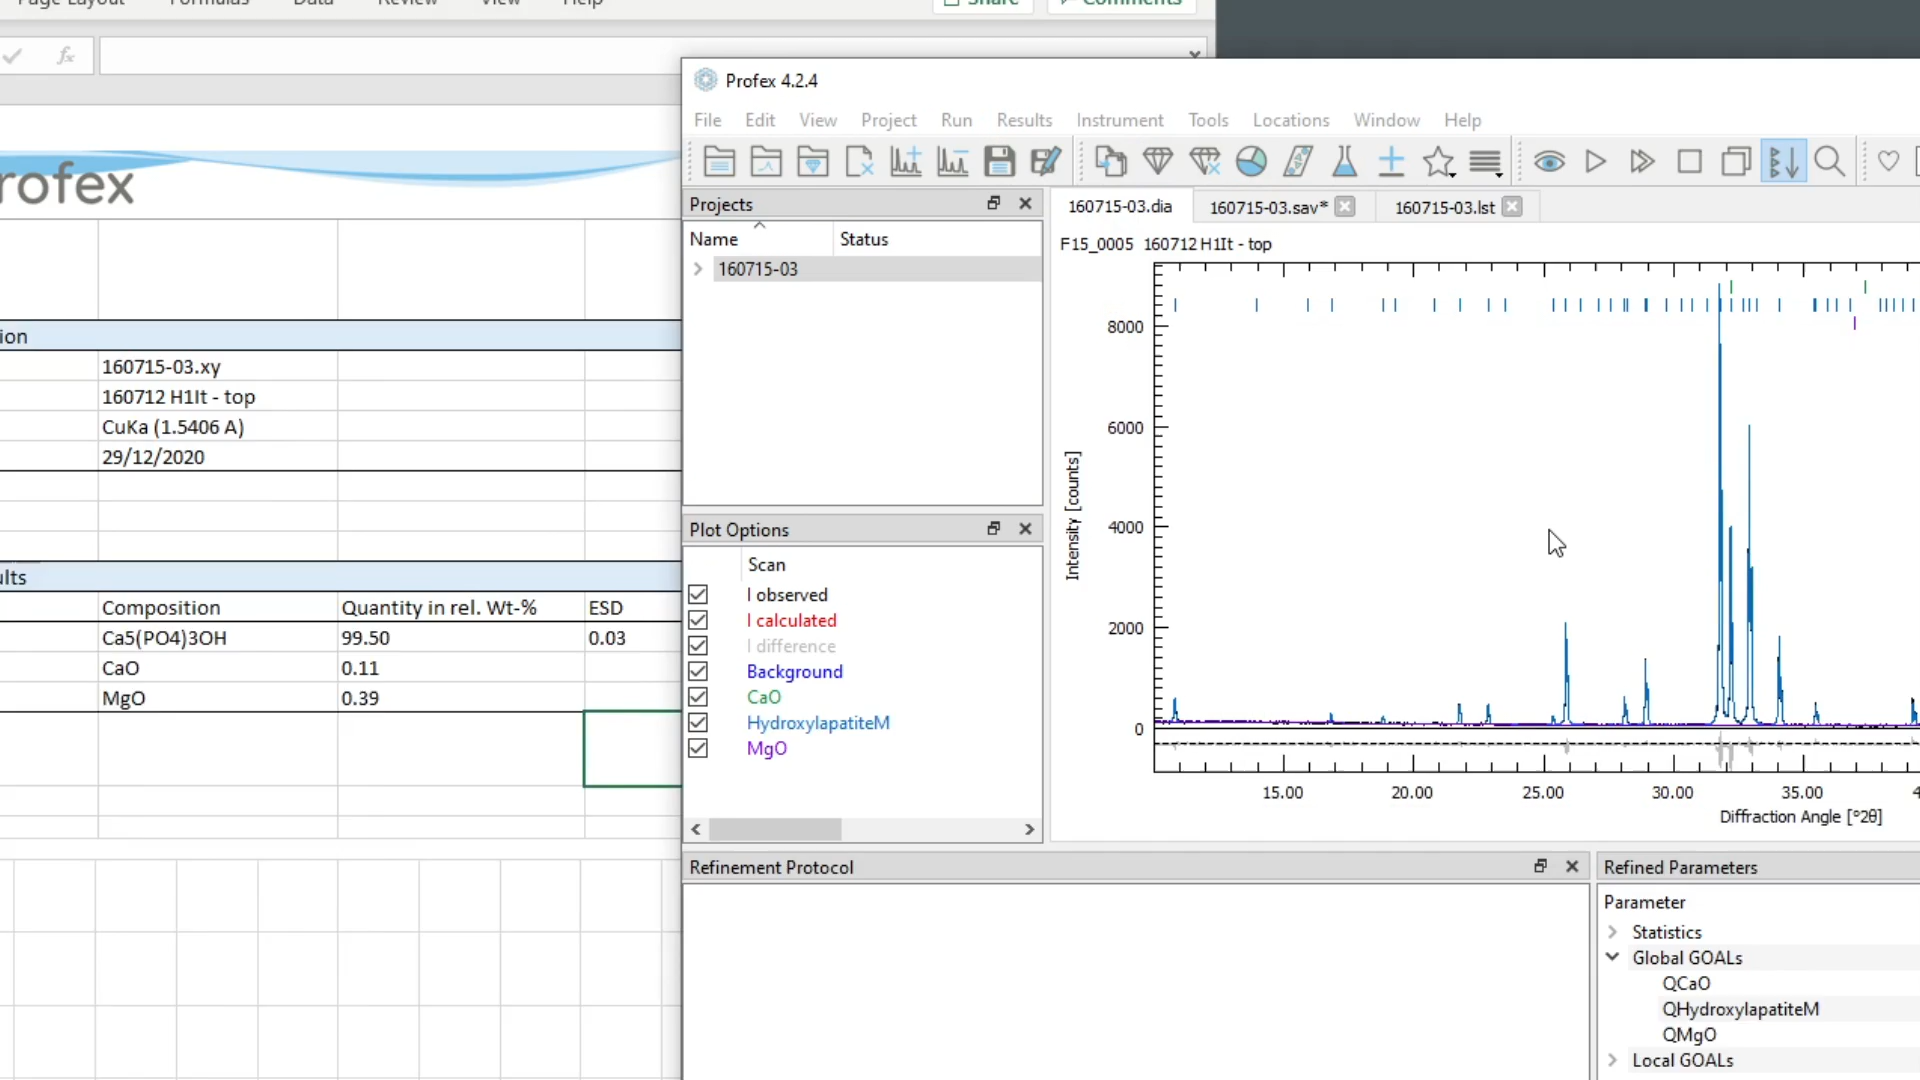 Page Layout Formulas Data Review View Help
Share Comments
fx
rofex
ion
160715-03.xy
160712 H1It - top
CuKa (1.5406 A)
29/12/2020
ults
Composition Quantity in rel. Wt-% ESD
Ca5(PO4)3OH 99.50 0.03
CaO 0.11
MgO 0.39
Profex 4.2.4
File Edit View Project Run Results Instrument Tools Locations Window Help
Projects
Name Status
160715-03
Plot Options
Scan
I observed
I calculated
I difference
Background
CaO
HydroxylapatiteM
MgO
160715-03.dia 160715-03.sav* 160715-03.lst
F15_0005 160712 H1It - top
Intensity [counts]
8000
6000
4000
2000
0
15.00 20.00 25.00 30.00 35.00 4
Diffraction Angle [°2θ]
Refinement Protocol
Refined Parameters
Parameter
Statistics
Global GOALs
QCaO
QHydroxylapatiteM
QMgO
Local GOALs